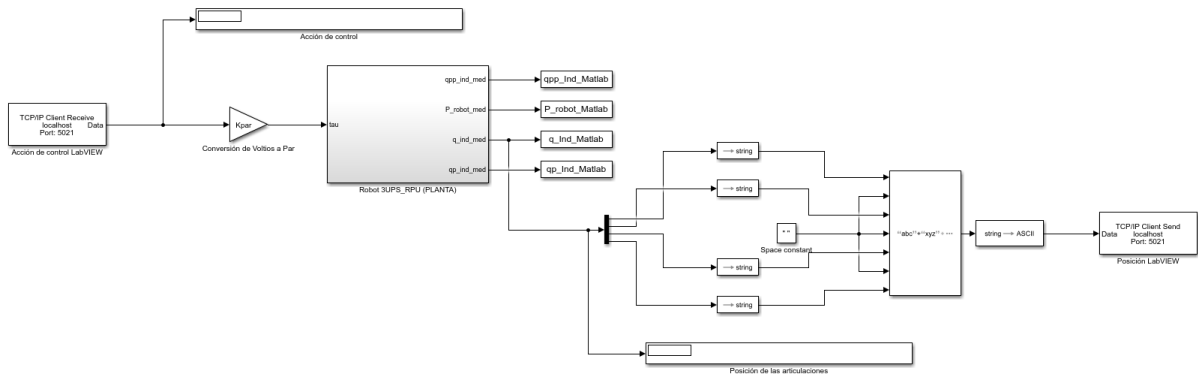 Acción de control
TCP/IP Client Receive
localhost
Port: 5021
Data
Acción de control LabVIEW
Kpar
Conversión de Voltios a Par
tau
qpp_ind_med
P_robot_med
q_ind_med
qp_ind_med
Robot 3UPS_RPU (PLANTA)
qpp_Ind_Matlab
P_robot_Matlab
q_Ind_Matlab
qp_Ind_Matlab
string
string
" "
Space constant
string
string
"abc"+"xyz"
string → ASCII
TCP/IP Client Send
localhost
Port: 5021
Data
Posición LabVIEW
Posición de las articulaciones